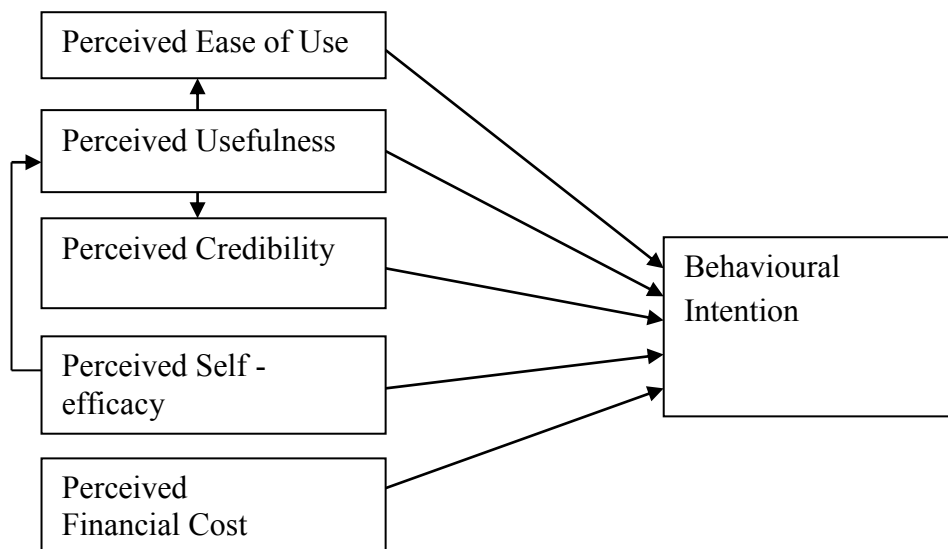 Perceived Ease of Use
Perceived Usefulness
Perceived Credibility
Perceived Self -
efficacy
Perceived
Financial Cost
Behavioural
Intention